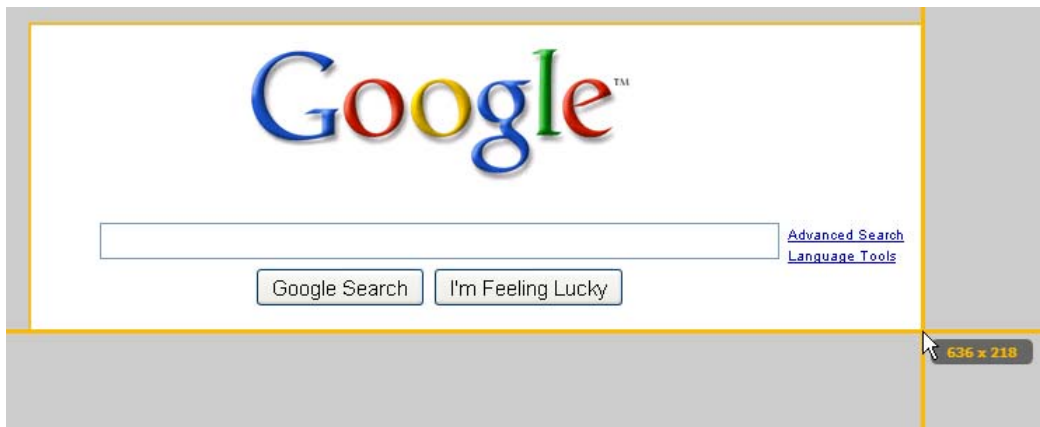 Google™
Advanced Search
Language Tools
Google Search I'm Feeling Lucky
636 x 218